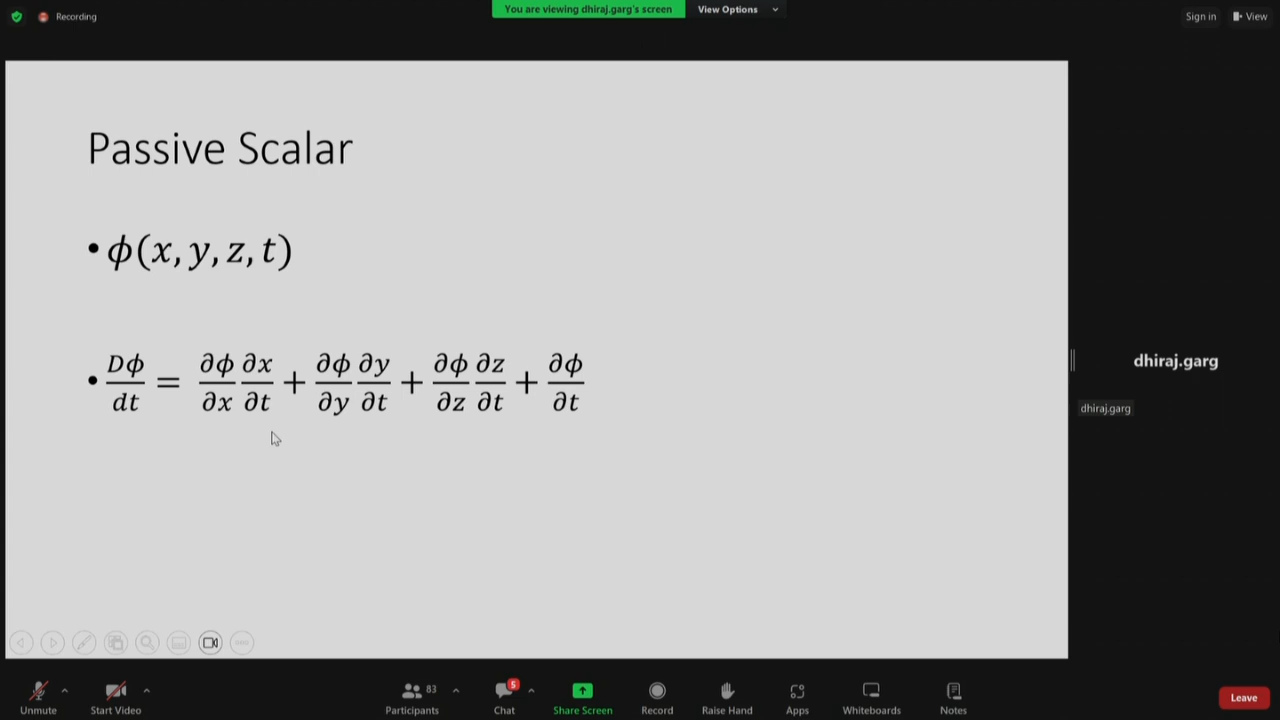 Recording
You are viewing dhiraj.garg's screen
View Options
Sign in
View
Passive Scalar
• ϕ(x, y, z, t)
• Dϕ/dt = ∂ϕ/∂x ∂x/∂t + ∂ϕ/∂y ∂y/∂t + ∂ϕ/∂z ∂z/∂t + ∂ϕ/∂t
dhiraj.garg
dhiraj.garg
Unmute
Start Video
83
Participants
5
Chat
Share Screen
Record
Raise Hand
Apps
Whiteboards
Notes
Leave